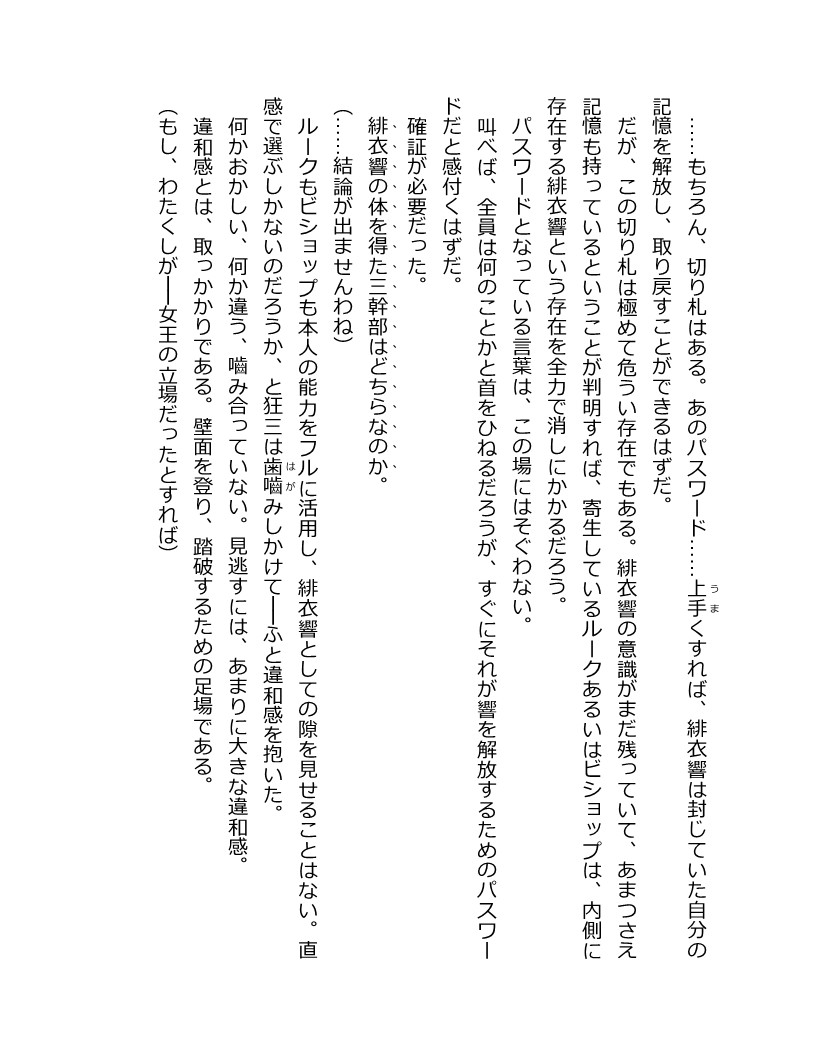 ……もちろん、切り札はある。あのパスワード……上手くすれば、緋衣響は封じていた自分の
記憶を解放し、取り戻すことができるはずだ。
だが、この切り札は極めて危うい存在でもある。緋衣響の意識がまだ残っていて、あまつさえ
記憶も持っているということが判明すれば、寄生しているルークあるいはビショップは、内側に
存在する緋衣響という存在を全力で消しにかかるだろう。
パスワードとなっている言葉は、この場にはそぐわない。
叫べば、全員は何のことかと首をひねるだろうが、すぐにそれが響を解放するためのパスワー
ドだと感付くはずだ。
確証が必要だった。
緋衣響の体を得た三幹部はどちらなのか。
(……結論が出ませんわね)
ルークもビショップも本人の能力をフルに活用し、緋衣響としての隙を見せることはない。直
感で選ぶしかないのだろうか、と狂三は歯嚙みしかけて──ふと違和感を抱いた。
何かおかしい、何か違う、嚙み合っていない。見逃すには、あまりに大きな違和感。
違和感とは、取っかかりである。壁面を登り、踏破するための足場である。
(もし、わたくしが──女王の立場だったとすれば)